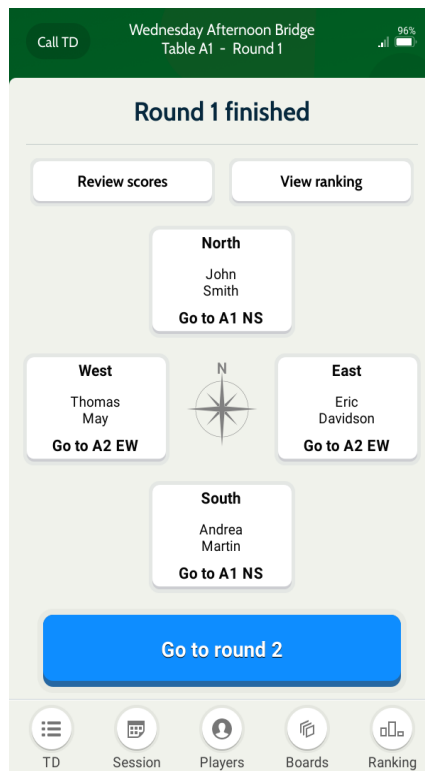 Call TD
Wednesday Afternoon Bridge
Table A1 - Round 1
96%
Round 1 finished
Review scores
View ranking
North
John
Smith
Go to A1 NS
West
Thomas
May
Go to A2 EW
N
East
Eric
Davidson
Go to A2 EW
South
Andrea
Martin
Go to A1 NS
Go to round 2
TD
Session
Players
Boards
Ranking